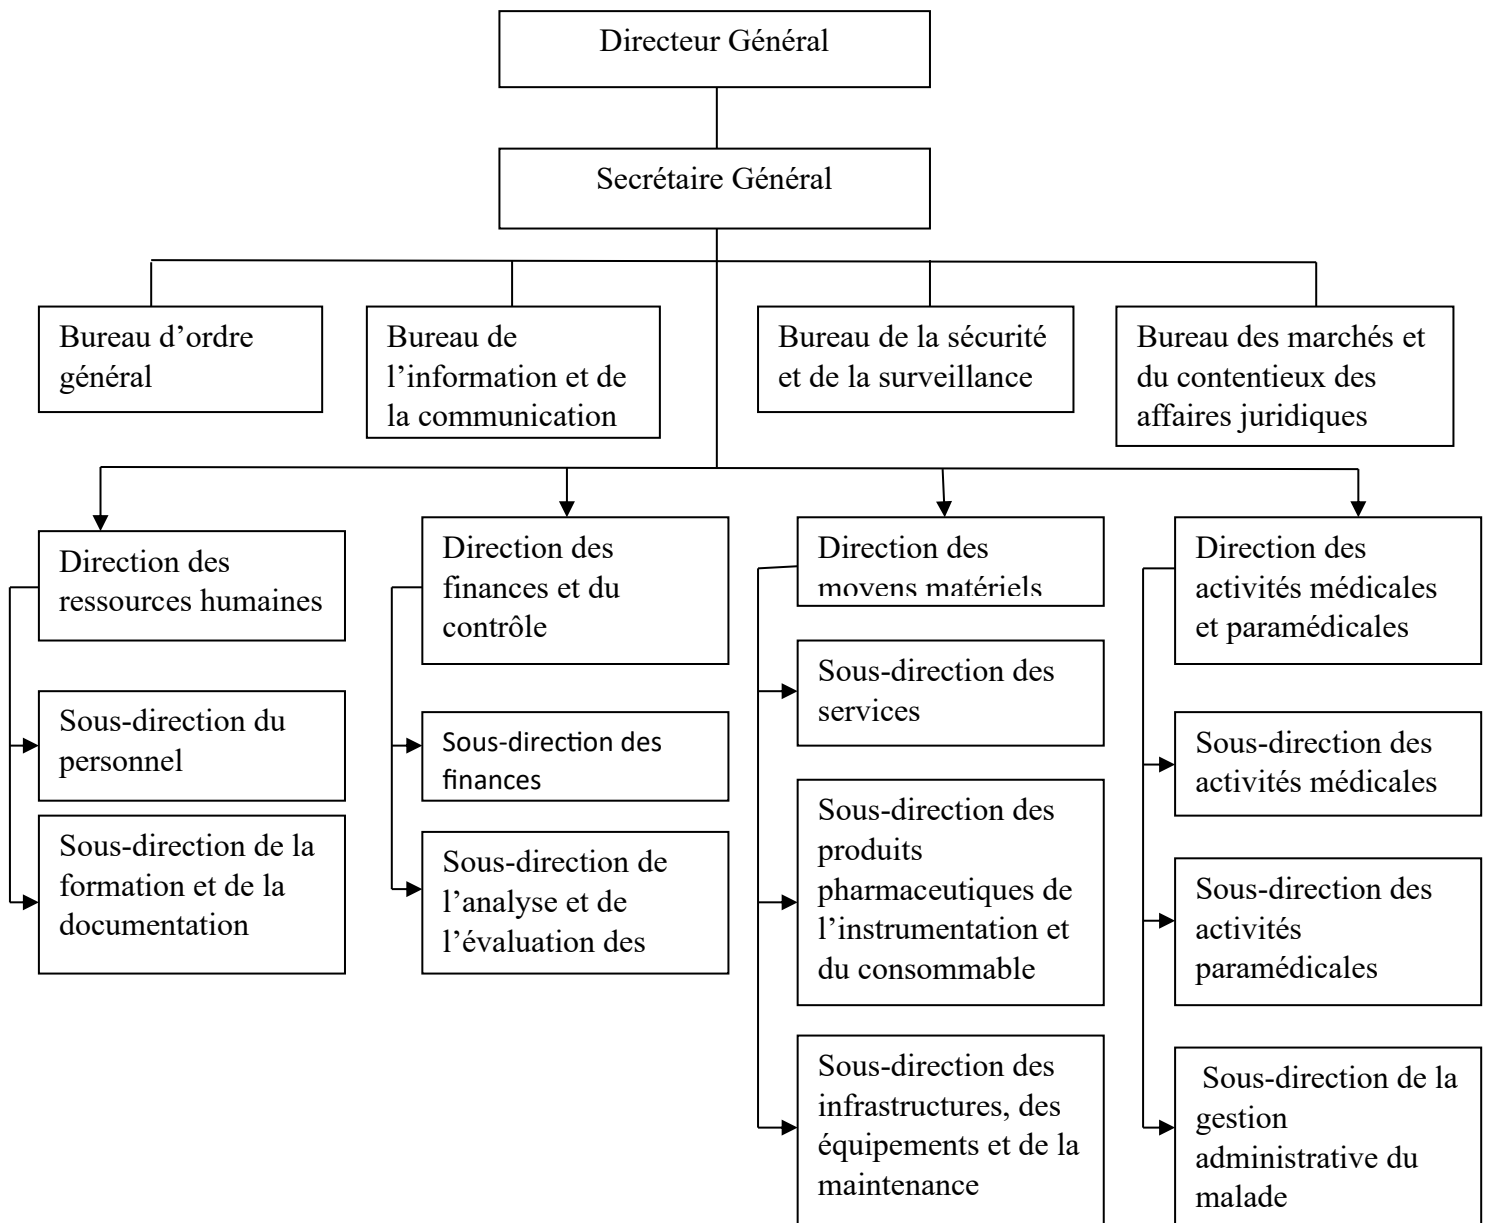 Directeur Général
Secrétaire Général
Bureau d’ordre
général
Bureau de
l’information et de
la communication
Bureau de la sécurité
et de la surveillance
Bureau des marchés et
du contentieux des
affaires juridiques
Direction des
ressources humaines
Direction des
finances et du
contrôle
Direction des
moyens matériels
Direction des
activités médicales
et paramédicales
Sous-direction du
personnel
Sous-direction de la
formation et de la
documentation
Sous-direction des
finances
Sous-direction de
l’analyse et de
l’évaluation des
Sous-direction des
services
Sous-direction des
produits
pharmaceutiques de
l’instrumentation et
du consommable
Sous-direction des
infrastructures, des
équipements et de la
maintenance
Sous-direction des
activités médicales
Sous-direction des
activités
paramédicales
Sous-direction de la
gestion
administrative du
malade